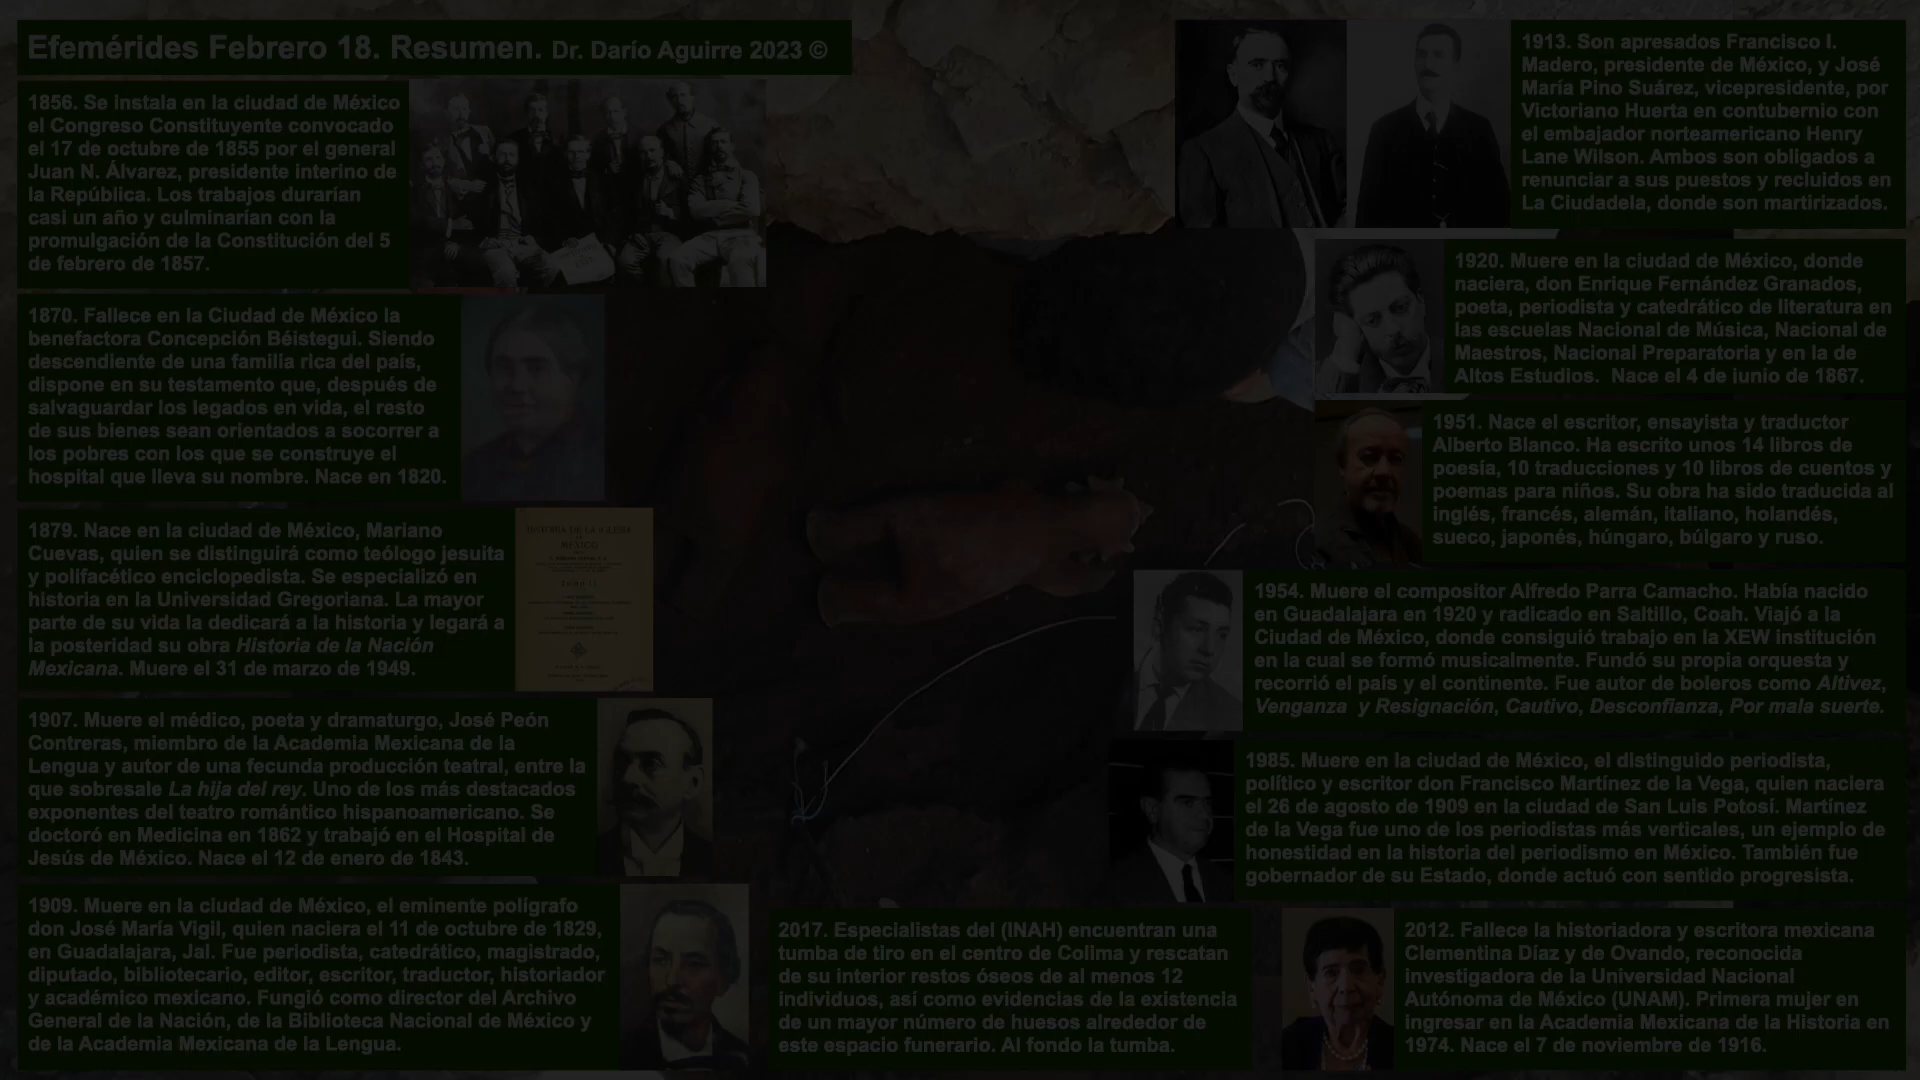 Efemérides Febrero 18. Resumen. Dr. Darío Aguirre 2023 ©
1856. Se instala en la ciudad de México
el Congreso Constituyente convocado
el 17 de octubre de 1855 por el general
Juan N. Álvarez, presidente interino de
la República. Los trabajos durarían
casi un año y culminarían con la
promulgación de la Constitución del 5
de febrero de 1857.
1870. Fallece en la Ciudad de México la
benefactora Concepción Béistegui. Siendo
descendiente de una familia rica del país,
dispone en su testamento que, después de
salvaguardar los legados en vida, el resto
de sus bienes sean orientados a socorrer a
los pobres con los que se construye el
hospital que lleva su nombre. Nace en 1820.
1879. Nace en la ciudad de México, Mariano
Cuevas, quien se distinguirá como teólogo jesuita
y polifacético enciclopedista. Se especializó en
historia en la Universidad Gregoriana. La mayor
parte de su vida la dedicará a la historia y legará a
la posteridad su obra Historia de la Nación
Mexicana. Muere el 31 de marzo de 1949.
HISTORIA DE LA IGLESIA
EN
MÉXICO
1907. Muere el médico, poeta y dramaturgo, José Peón
Contreras, miembro de la Academia Mexicana de la
Lengua y autor de una fecunda producción teatral, entre la
que sobresale La hija del rey. Uno de los más destacados
exponentes del teatro romántico hispanoamericano. Se
doctoró en Medicina en 1862 y trabajó en el Hospital de
Jesús de México. Nace el 12 de enero de 1843.
1909. Muere en la ciudad de México, el eminente polígrafo
don José María Vigil, quien naciera el 11 de octubre de 1829,
en Guadalajara, Jal. Fue periodista, catedrático, magistrado,
diputado, bibliotecario, editor, escritor, traductor, historiador
y académico mexicano. Fungió como director del Archivo
General de la Nación, de la Biblioteca Nacional de México y
de la Academia Mexicana de la Lengua.
1913. Son apresados Francisco I.
Madero, presidente de México, y José
María Pino Suárez, vicepresidente, por
Victoriano Huerta en contubernio con
el embajador norteamericano Henry
Lane Wilson. Ambos son obligados a
renunciar a sus puestos y recluidos en
La Ciudadela, donde son martirizados.
1920. Muere en la ciudad de México, donde
naciera, don Enrique Fernández Granados,
poeta, periodista y catedrático de literatura en
las escuelas Nacional de Música, Nacional de
Maestros, Nacional Preparatoria y en la de
Altos Estudios. Nace el 4 de junio de 1867.
1951. Nace el escritor, ensayista y traductor
Alberto Blanco. Ha escrito unos 14 libros de
poesía, 10 traducciones y 10 libros de cuentos y
poemas para niños. Su obra ha sido traducida al
inglés, francés, alemán, italiano, holandés,
sueco, japonés, húngaro, búlgaro y ruso.
1954. Muere el compositor Alfredo Parra Camacho. Había nacido
en Guadalajara en 1920 y radicado en Saltillo, Coah. Viajó a la
Ciudad de México, donde consiguió trabajo en la XEW institución
en la cual se formó musicalmente. Fundó su propia orquesta y
recorrió el país y el continente. Fue autor de boleros como Altivez,
Venganza y Resignación, Cautivo, Desconfianza, Por mala suerte.
1985. Muere en la ciudad de México, el distinguido periodista,
político y escritor don Francisco Martínez de la Vega, quien naciera
el 26 de agosto de 1909 en la ciudad de San Luis Potosí. Martínez
de la Vega fue uno de los periodistas más verticales, un ejemplo de
honestidad en la historia del periodismo en México. También fue
gobernador de su Estado, donde actuó con sentido progresista.
2017. Especialistas del (INAH) encuentran una
tumba de tiro en el centro de Colima y rescatan
de su interior restos óseos de al menos 12
individuos, así como evidencias de la existencia
de un mayor número de huesos alrededor de
este espacio funerario. Al fondo la tumba.
2012. Fallece la historiadora y escritora mexicana
Clementina Díaz y de Ovando, reconocida
investigadora de la Universidad Nacional
Autónoma de México (UNAM). Primera mujer en
ingresar en la Academia Mexicana de la Historia en
1974. Nace el 7 de noviembre de 1916.